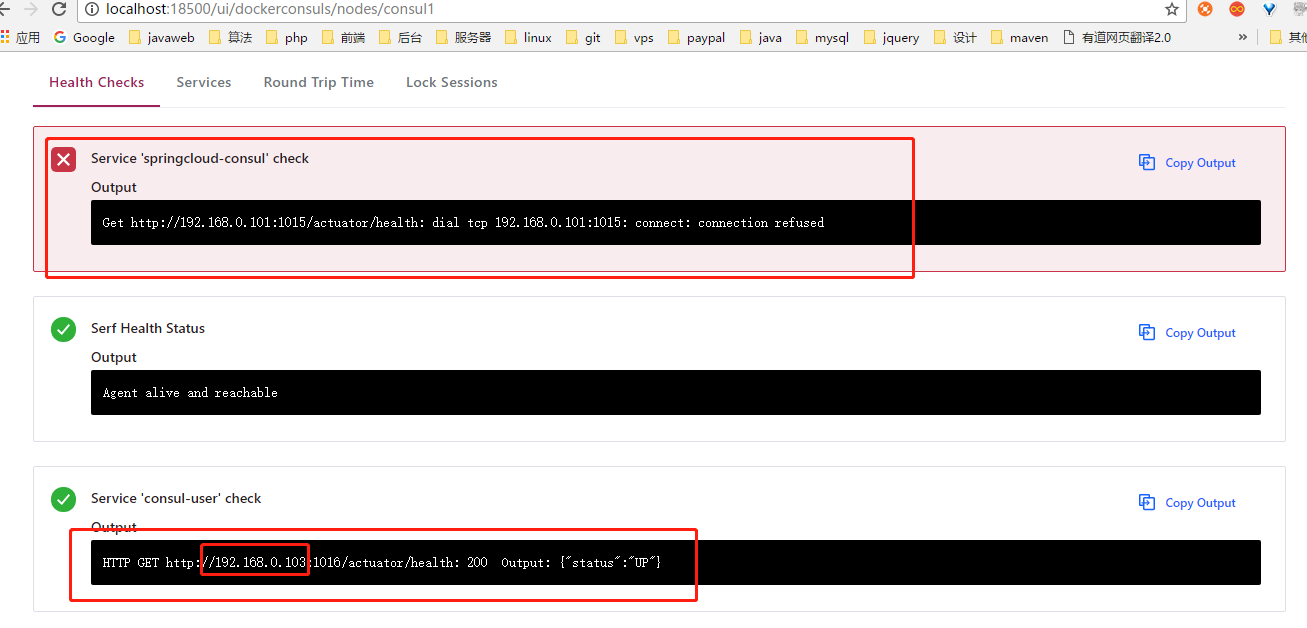 localhost:18500/ui/dockerconsuls/nodes/consul1
应用 Google javaweb 算法 php 前端 后台 服务器 linux git vps paypal java mysql jquery 设计 maven 有道网页翻译2.0 »
Health Checks Services Round Trip Time Lock Sessions
Service 'springcloud-consul' check Copy Output
Output
Get http://192.168.0.101:1015/actuator/health: dial tcp 192.168.0.101:1015: connect: connection refused
Serf Health Status Copy Output
Output
Agent alive and reachable
Service 'consul-user' check Copy Output
Output
HTTP GET http://192.168.0.103:1016/actuator/health: 200 Output: {"status":"UP"}